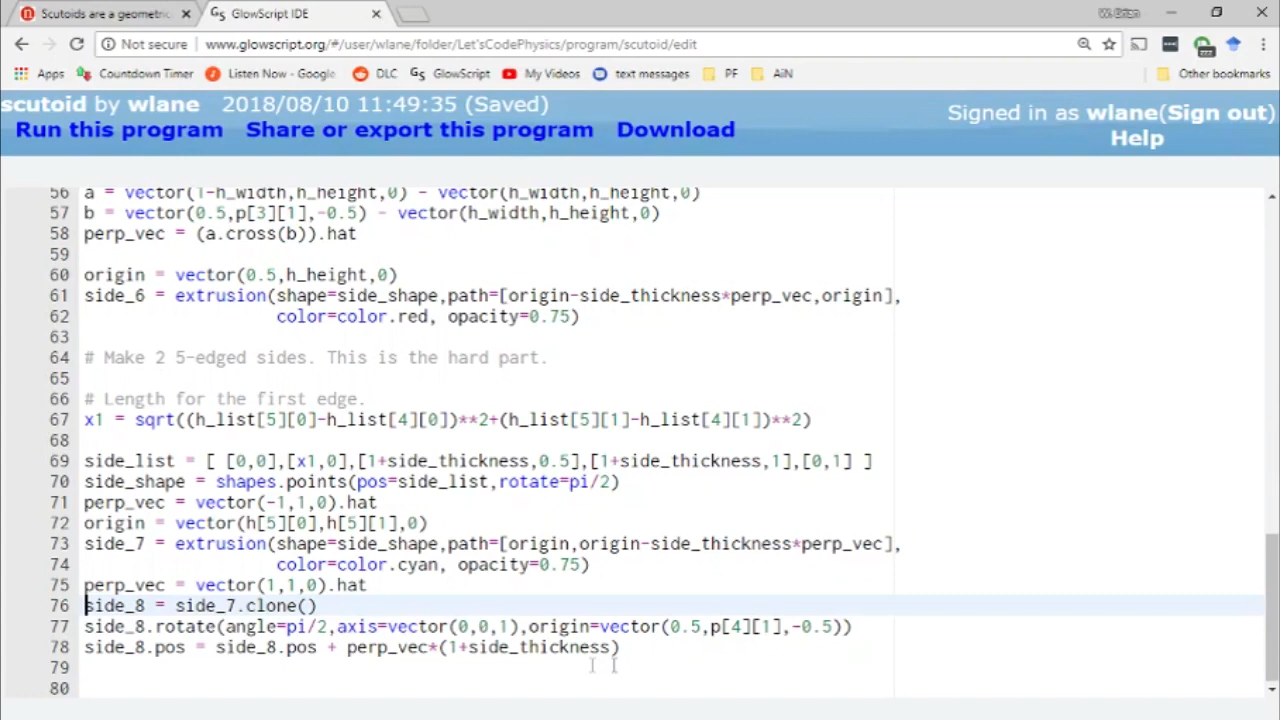 Scutoids are a geometric
GlowScript IDE
Not secure | www.glowscript.org/#/user/wlane/folder/Let'sCodePhysics/program/scutoid/edit
Apps Countdown Timer Listen Now - Google DLC GlowScript My Videos text messages PF AiN Other bookmarks
scutoid by wlane 2018/08/10 11:49:35 (Saved)
Signed in as wlane(Sign out)
Run this program Share or export this program Download
Help
56 a = vector(1-h_width,h_height,0) - vector(h_width,h_height,0)
57 b = vector(0.5,p[3][1],-0.5) - vector(h_width,h_height,0)
58 perp_vec = (a.cross(b)).hat
59
60 origin = vector(0.5,h_height,0)
61 side_6 = extrusion(shape=side_shape,path=[origin-side_thickness*perp_vec,origin],
62 color=color.red, opacity=0.75)
63
64 # Make 2 5-edged sides. This is the hard part.
65
66 # Length for the first edge.
67 x1 = sqrt((h_list[5][0]-h_list[4][0])**2+(h_list[5][1]-h_list[4][1])**2)
68
69 side_list = [ [0,0],[x1,0],[1+side_thickness,0.5],[1+side_thickness,1],[0,1] ]
70 side_shape = shapes.points(pos=side_list,rotate=pi/2)
71 perp_vec = vector(-1,1,0).hat
72 origin = vector(h[5][0],h[5][1],0)
73 side_7 = extrusion(shape=side_shape,path=[origin,origin-side_thickness*perp_vec],
74 color=color.cyan, opacity=0.75)
75 perp_vec = vector(1,1,0).hat
76 side_8 = side_7.clone()
77 side_8.rotate(angle=pi/2,axis=vector(0,0,1),origin=vector(0.5,p[4][1],-0.5))
78 side_8.pos = side_8.pos + perp_vec*(1+side_thickness)
79
80